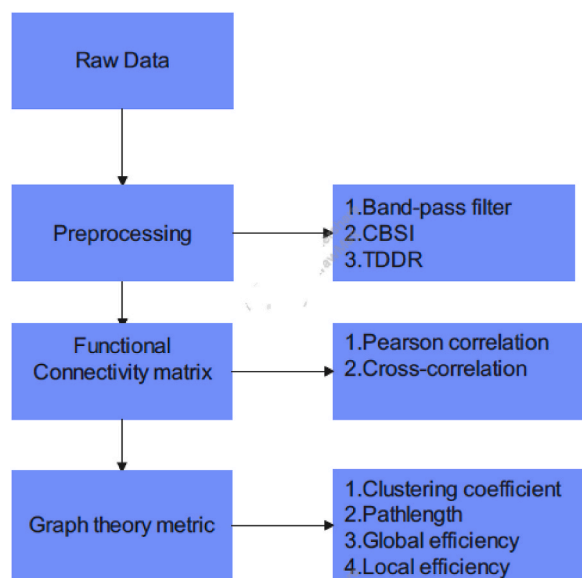 Raw Data
Preprocessing
1.Band-pass filter
2.CBSI
3.TDDR
Functional
Connectivity matrix
1.Pearson correlation
2.Cross-correlation
Graph theory metric
1.Clustering coefficient
2.Pathlength
3.Global efficiency
4.Local efficiency